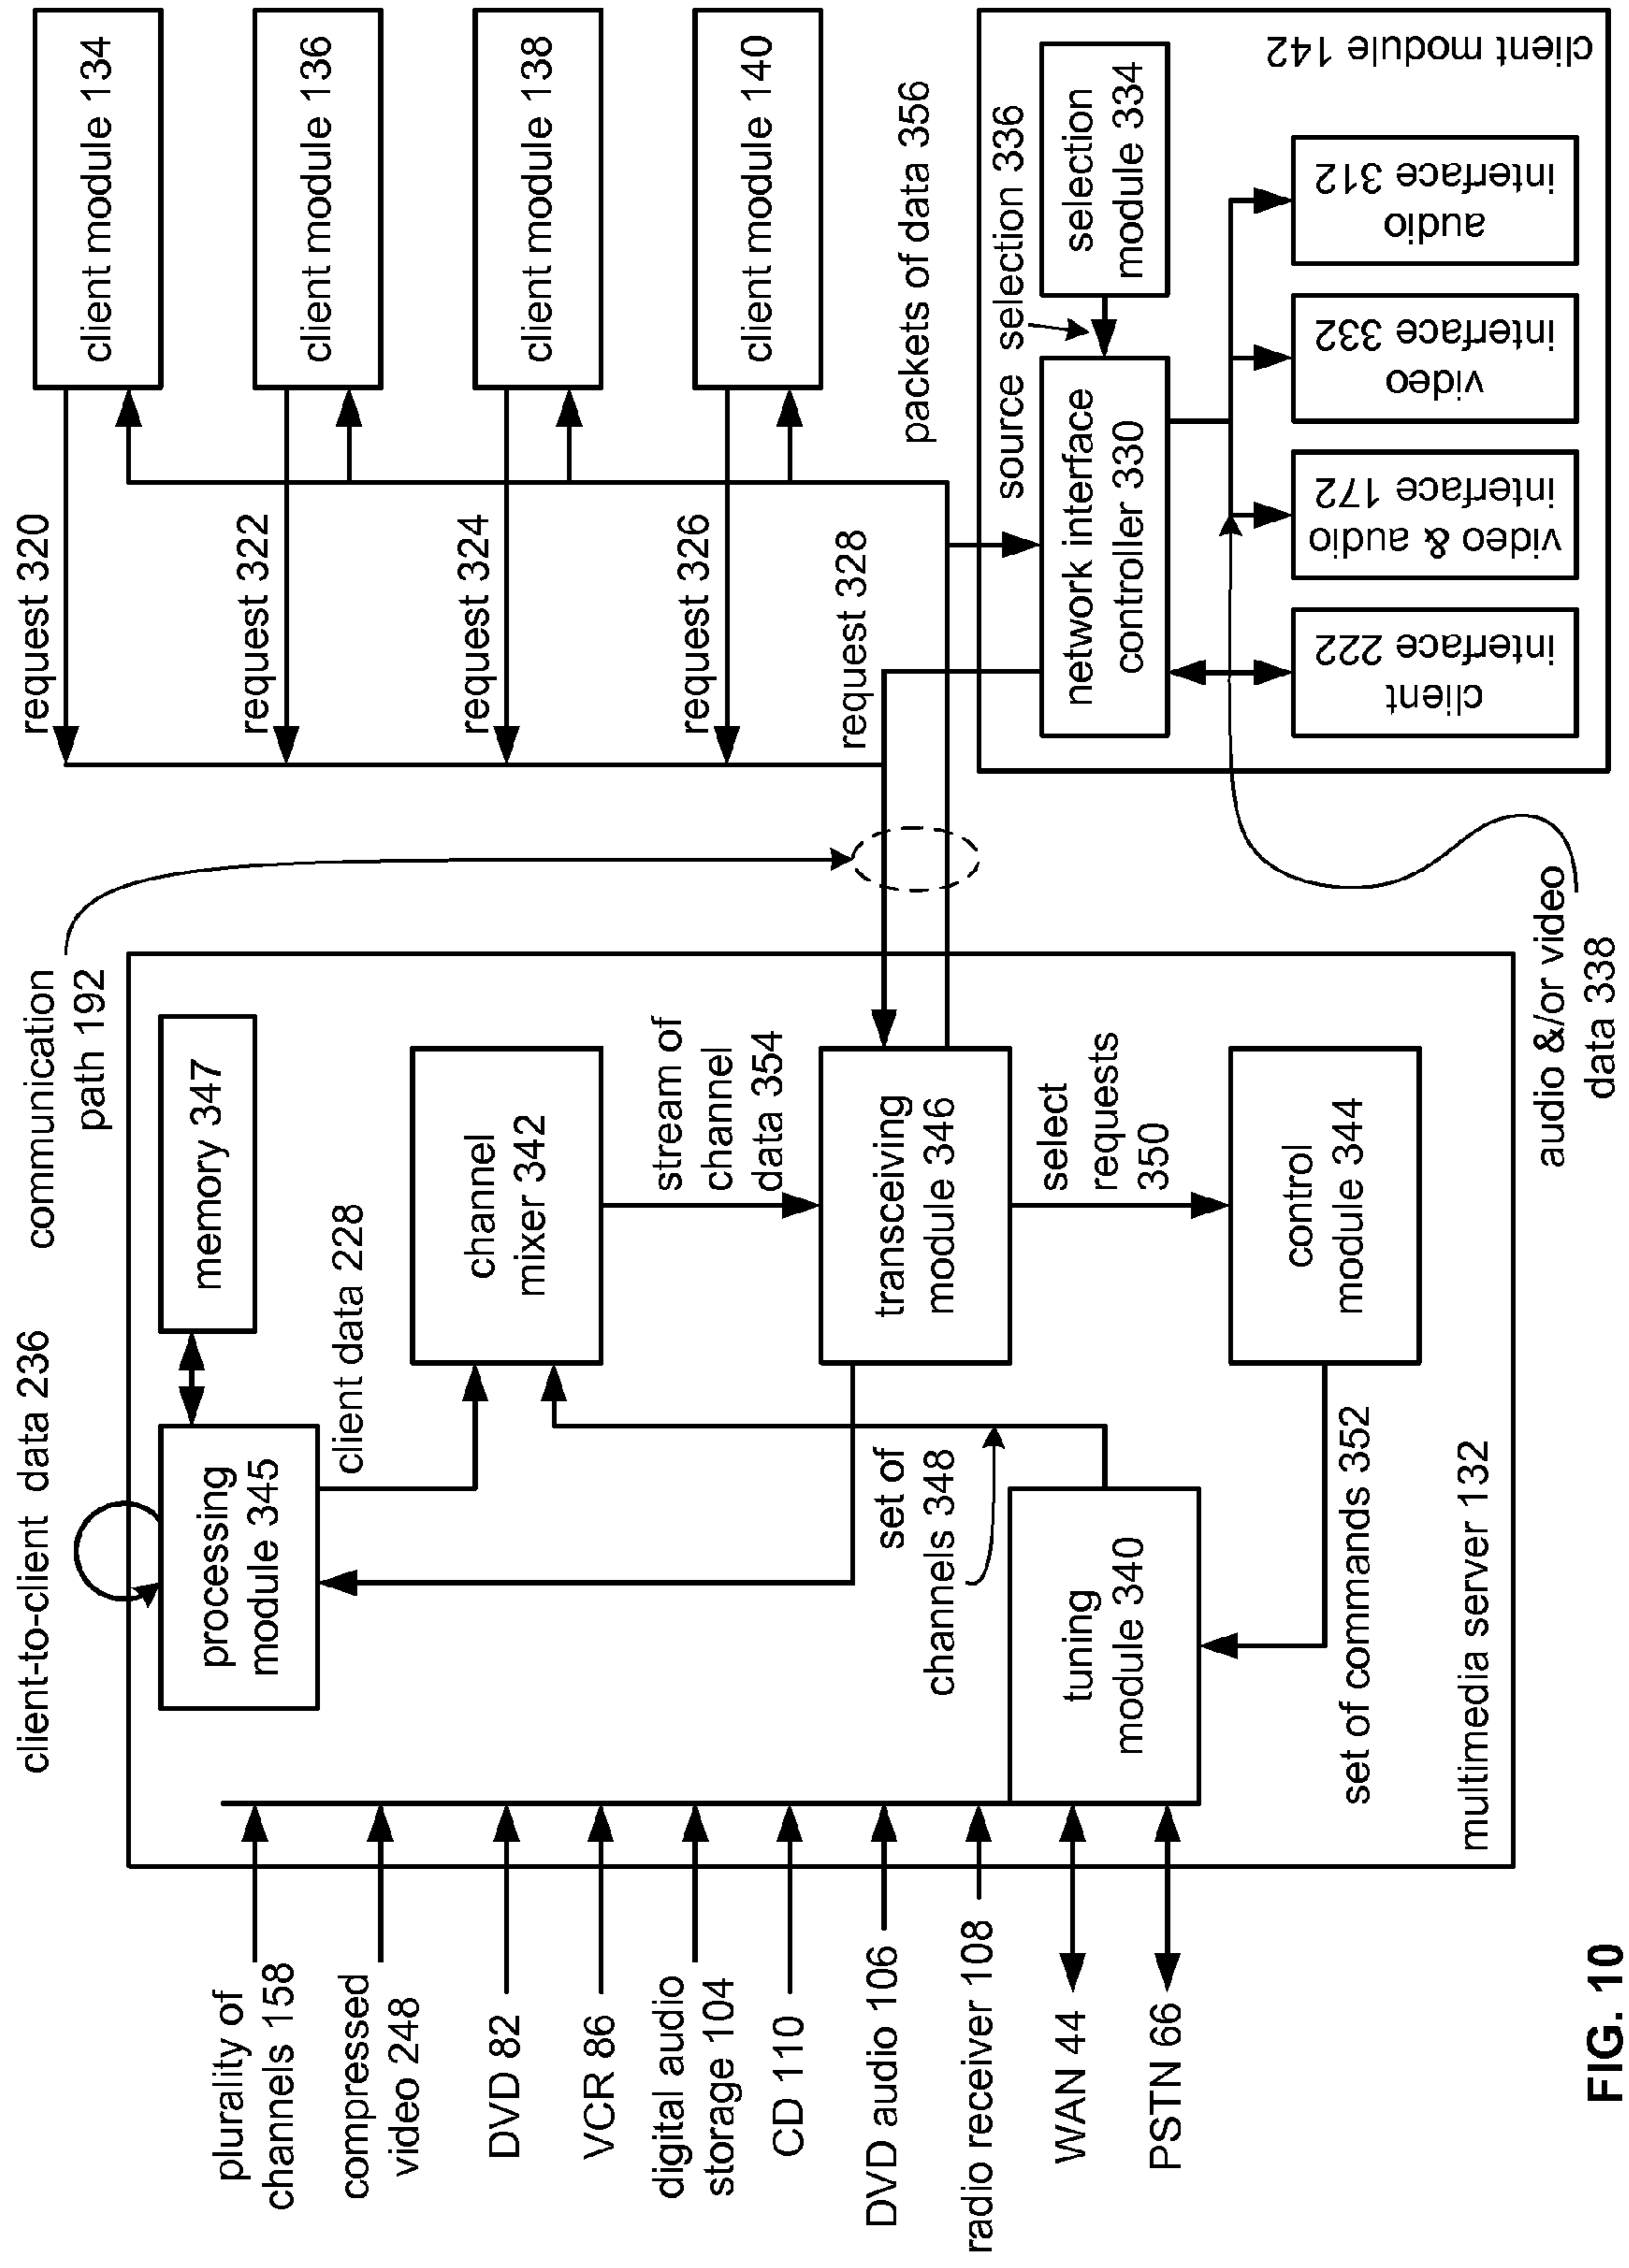 client-to-client data 236
communication
path 192
plurality of
channels 158
compressed
video 248
DVD 82
VCR 86
digital audio
storage 104
CD 110
DVD audio 106
radio receiver 108
WAN 44
PSTN 66
processing
module 345
memory 347
client data 228
channel
mixer 342
stream of
channel
data 354
set of
channels 348
transceiving
module 346
tuning
module 340
select
requests
350
control
module 344
set of commands 352
multimedia server 132
request 320
client module 134
request 322
client module 136
request 324
client module 138
request 326
client module 140
request 328
packets of data 356
source selection 336
network interface
controller 330
selection
module 334
client
interface 222
video & audio
interface 172
video
interface 332
audio
interface 312
client module 142
audio &/or video
data 338
FIG. 10